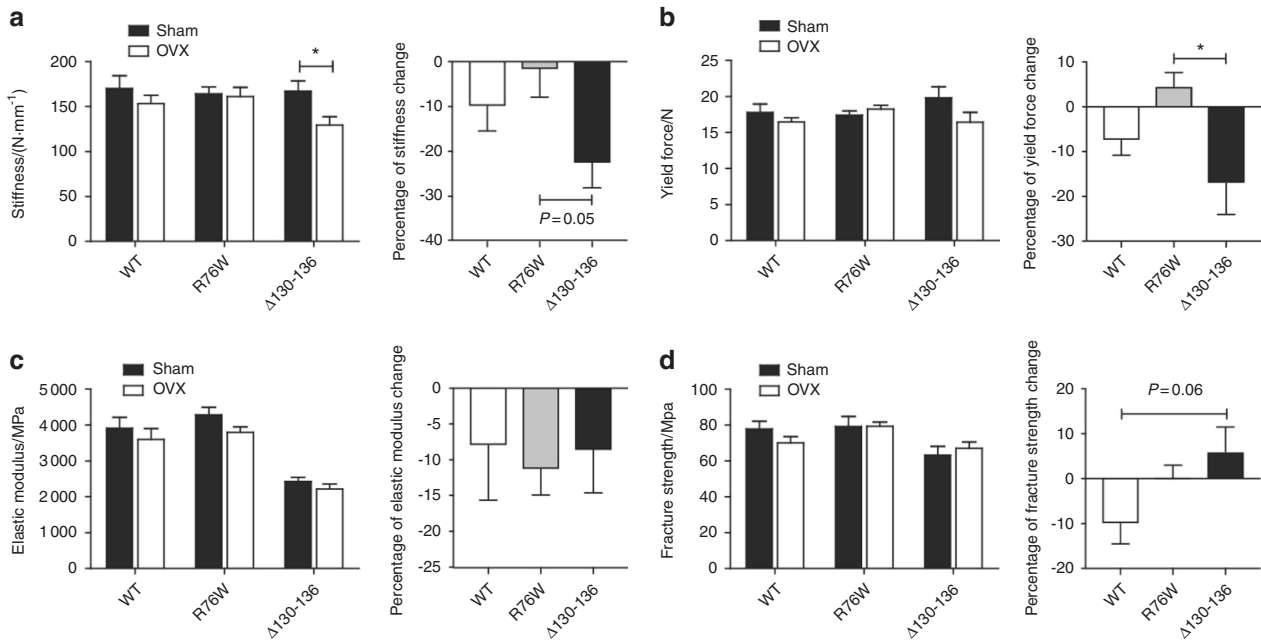 a
Sham
OVX
Stiffness/(N·mm⁻¹)
200
150
100
50
0
*
WT
R76W
Δ130-136
Percentage of stiffness change
0
-10
-20
-30
-40
P = 0.05
WT
R76W
Δ130-136
b
Sham
OVX
Yield force/N
25
20
15
10
5
0
WT
R76W
Δ130-136
Percentage of yield force change
10
0
-10
-20
-30
*
WT
R76W
Δ130-136
c
Sham
OVX
Elastic modulus/MPa
5 000
4 000
3 000
2 000
1 000
0
WT
R76W
Δ130-136
Percentage of elastic modulus change
0
-5
-10
-15
-20
-25
WT
R76W
Δ130-136
d
Sham
OVX
Fracture strength/Mpa
100
80
60
40
20
0
WT
R76W
Δ130-136
Percentage of fracture strength change
20
10
0
-10
-20
P = 0.06
WT
R76W
Δ130-136